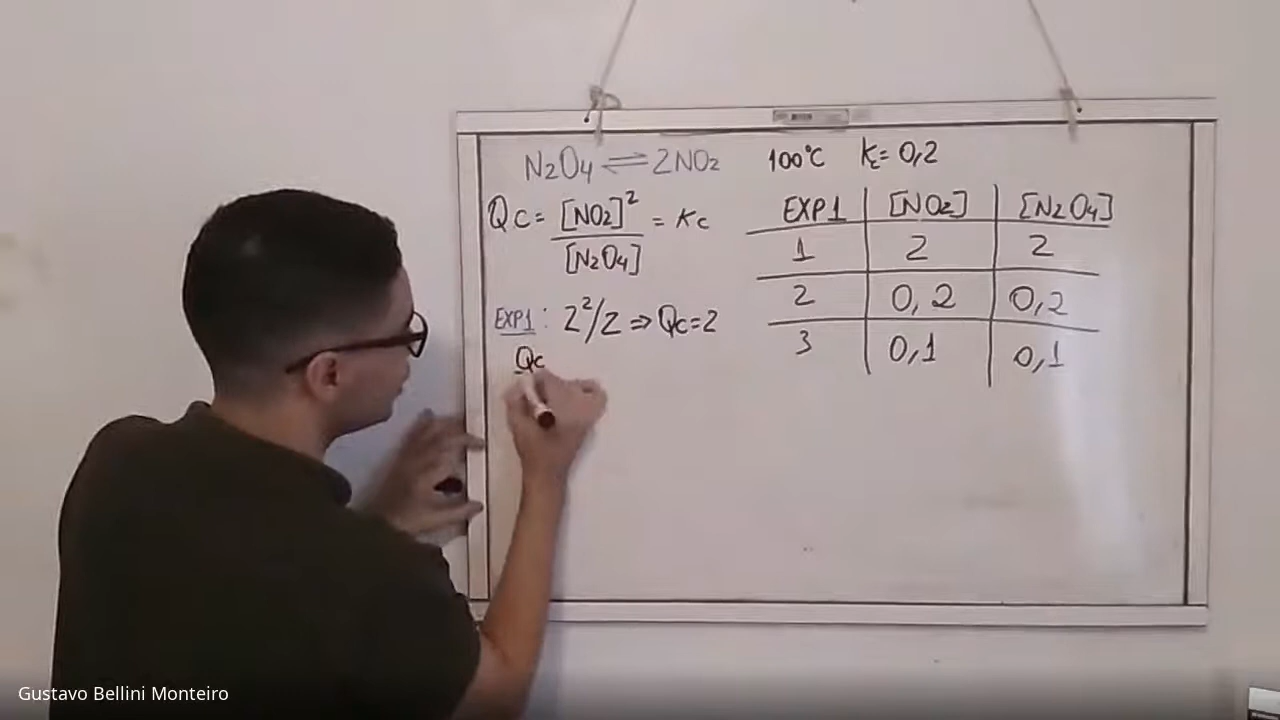 N₂O₄ ⇌ 2NO₂ 100°C Kc=0,2
Qc = [NO₂]² / [N₂O₄] = Kc
EXP1: 2²/2 ⇒ Qc=2
Qc
EXP1 [NO₂] [N₂O₄]
1 2 2
2 0,2 0,2
3 0,1 0,1
Gustavo Bellini Monteiro